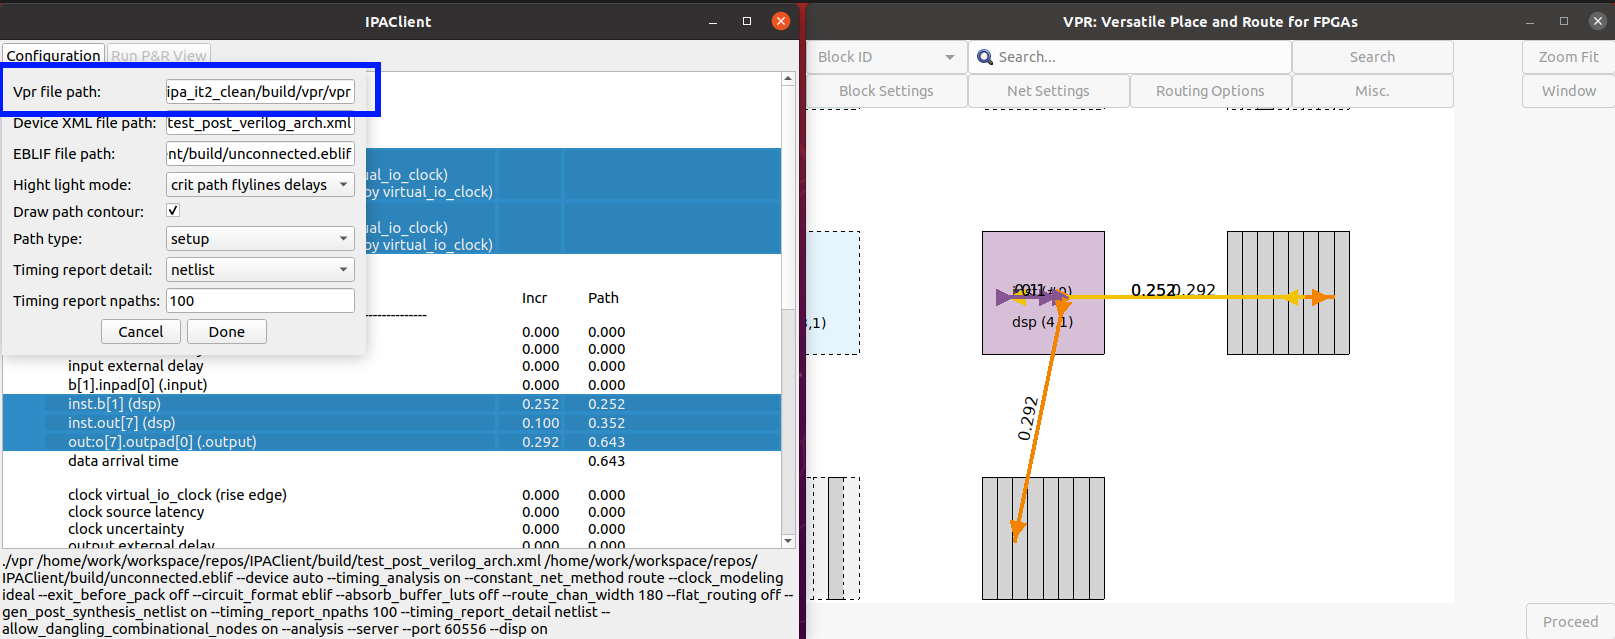 IPAClient
Configuration Run P&R View
Vpr file path: ipa_it2_clean/build/vpr/vpr
Device XML file path: test_post_verilog_arch.xml
EBLIF file path: nt/build/unconnected.eblif
Hight light mode: crit path flylines delays
Draw path contour:
Path type: setup
Timing report detail: netlist
Timing report npaths: 100
Cancel Done
ual_io_clock)
by virtual_io_clock)
tual_io_clock)
by virtual_io_clock)
Incr Path
--------------
0.000 0.000
0.000 0.000
input external delay 0.000 0.000
b[1].inpad[0] (.input) 0.000 0.000
inst.b[1] (dsp) 0.252 0.252
inst.out[7] (dsp) 0.100 0.352
out:o[7].outpad[0] (.output) 0.292 0.643
data arrival time 0.643
clock virtual_io_clock (rise edge) 0.000 0.000
clock source latency 0.000 0.000
clock uncertainty 0.000 0.000
output external delay 0.000 0.000
./vpr /home/work/workspace/repos/IPAClient/build/test_post_verilog_arch.xml /home/work/workspace/repos/
IPAClient/build/unconnected.eblif --device auto --timing_analysis on --constant_net_method route --clock_modeling
ideal --exit_before_pack off --circuit_format eblif --absorb_buffer_luts off --route_chan_width 180 --flat_routing off --
gen_post_synthesis_netlist on --timing_report_npaths 100 --timing_report_detail netlist --
allow_dangling_combinational_nodes on --analysis --server --port 60556 --disp on
VPR: Versatile Place and Route for FPGAs
Block ID Search... Search Zoom Fit
Block Settings Net Settings Routing Options Misc. Window
0.252 0.292
,1)
dsp (4,1)
0.292
Proceed